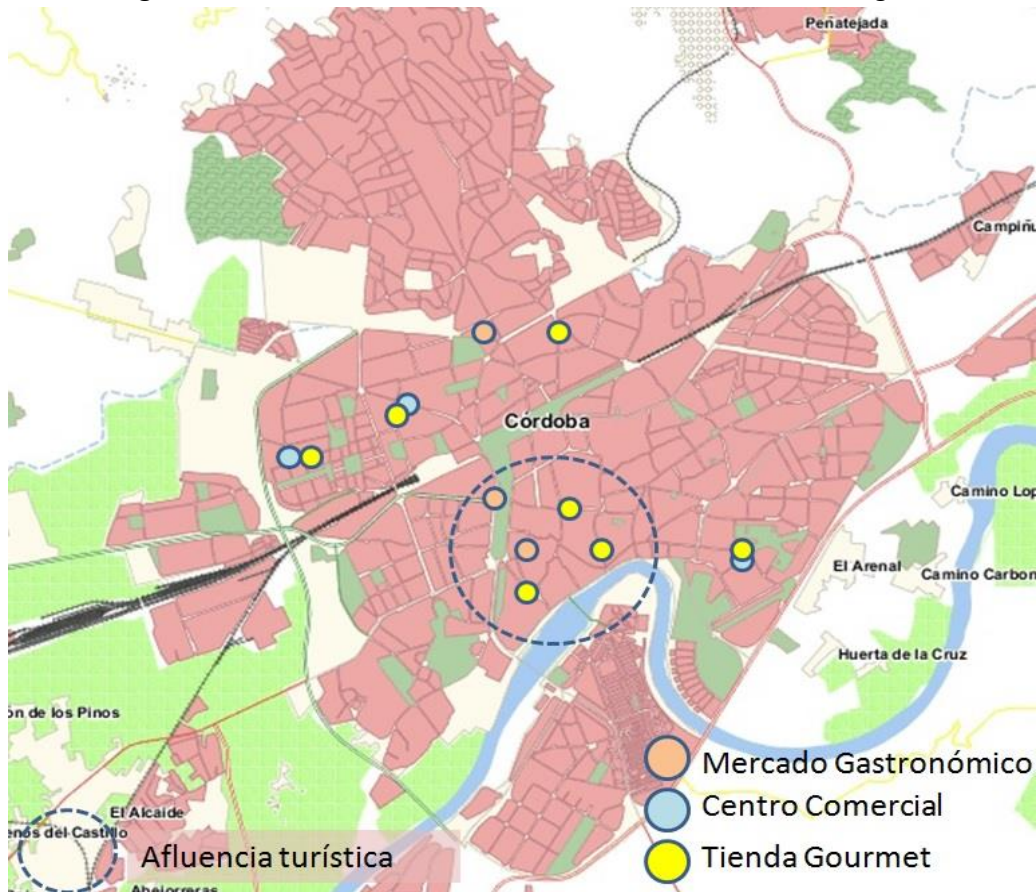 Peñatejada
Campiñu
Córdoba
Camino Lop
El Arenal
Camino Carbon
Huerta de la Cruz
ón de los Pinos
Mercado Gastronómico
Centro Comercial
El Alcaide
enos del Castillo
Afluencia turística
Tienda Gourmet
Abejorreras